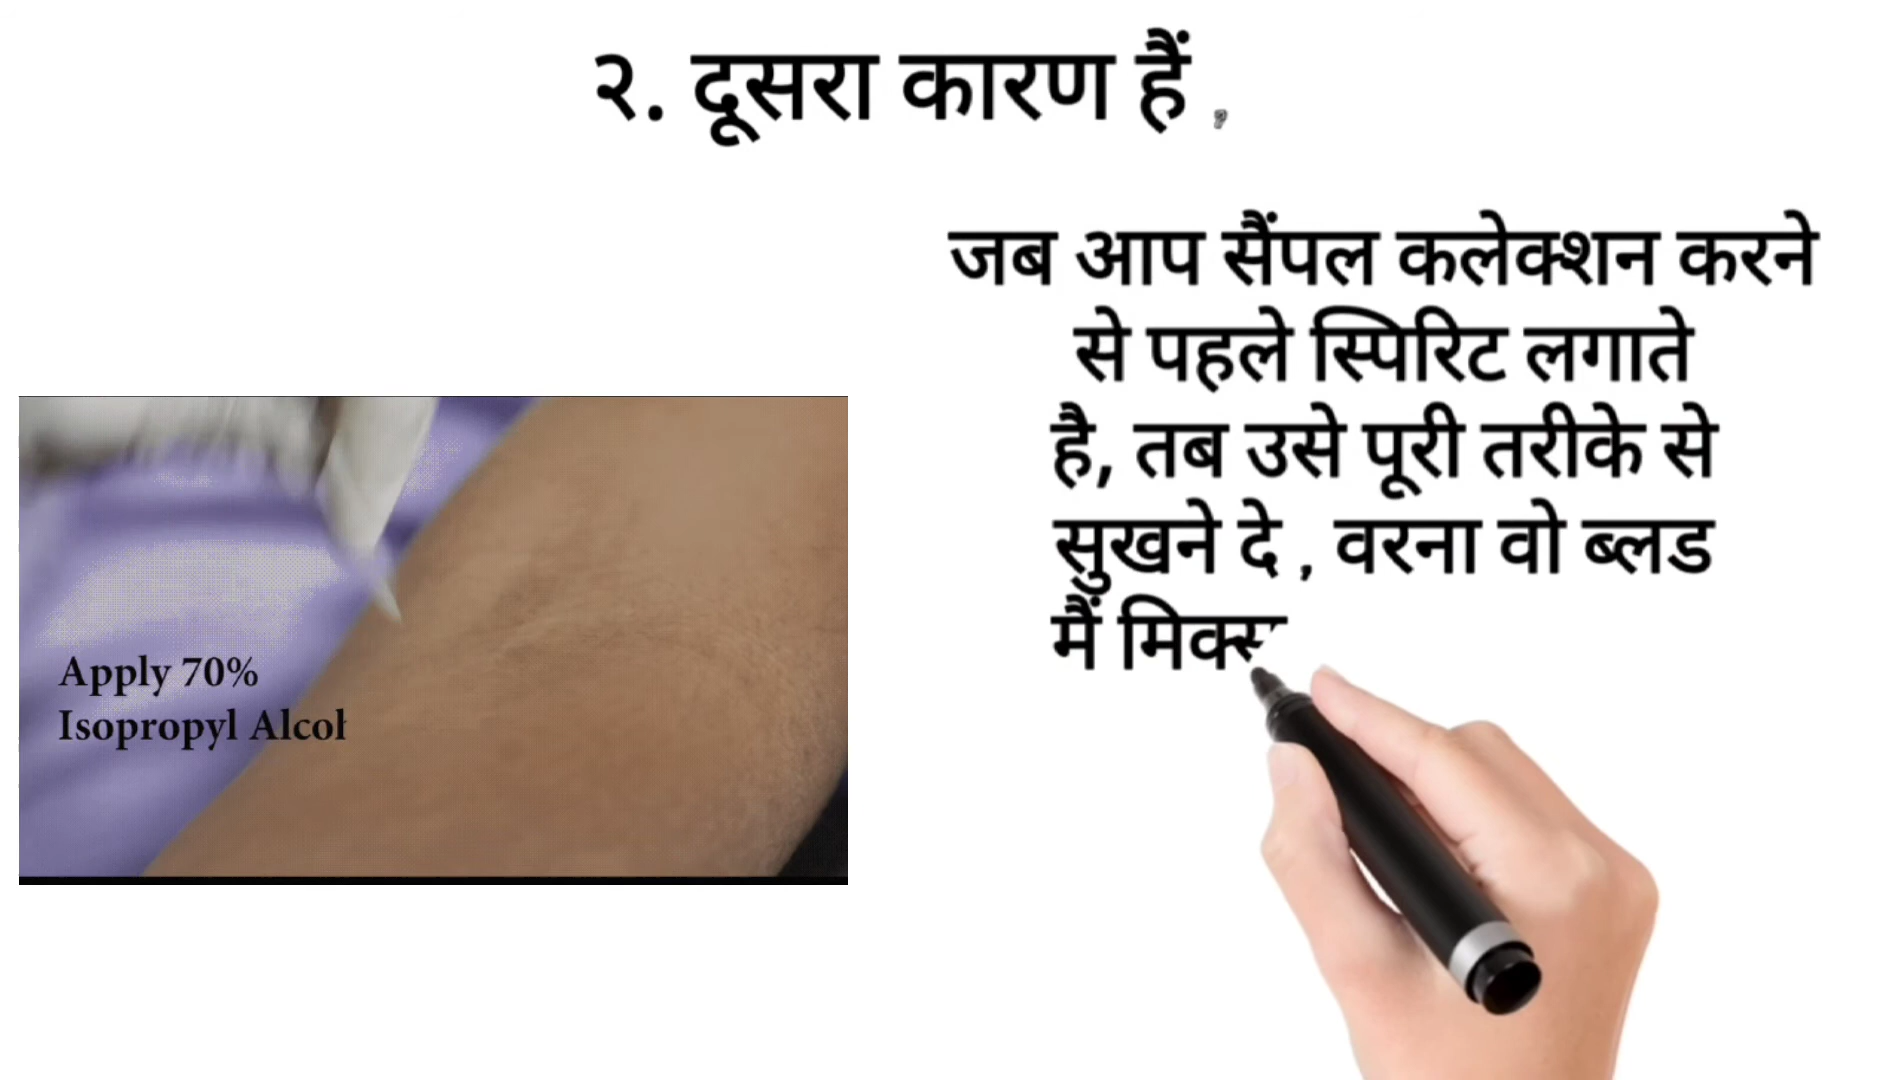 २. दूसरा कारण हैं ,
जब आप सैंपल कलेक्शन करने
से पहले स्पिरिट लगाते
है, तब उसे पूरी तरीके से
सुखने दे , वरना वो ब्लड
मैं मिक्स
Apply 70%
Isopropyl Alcoh